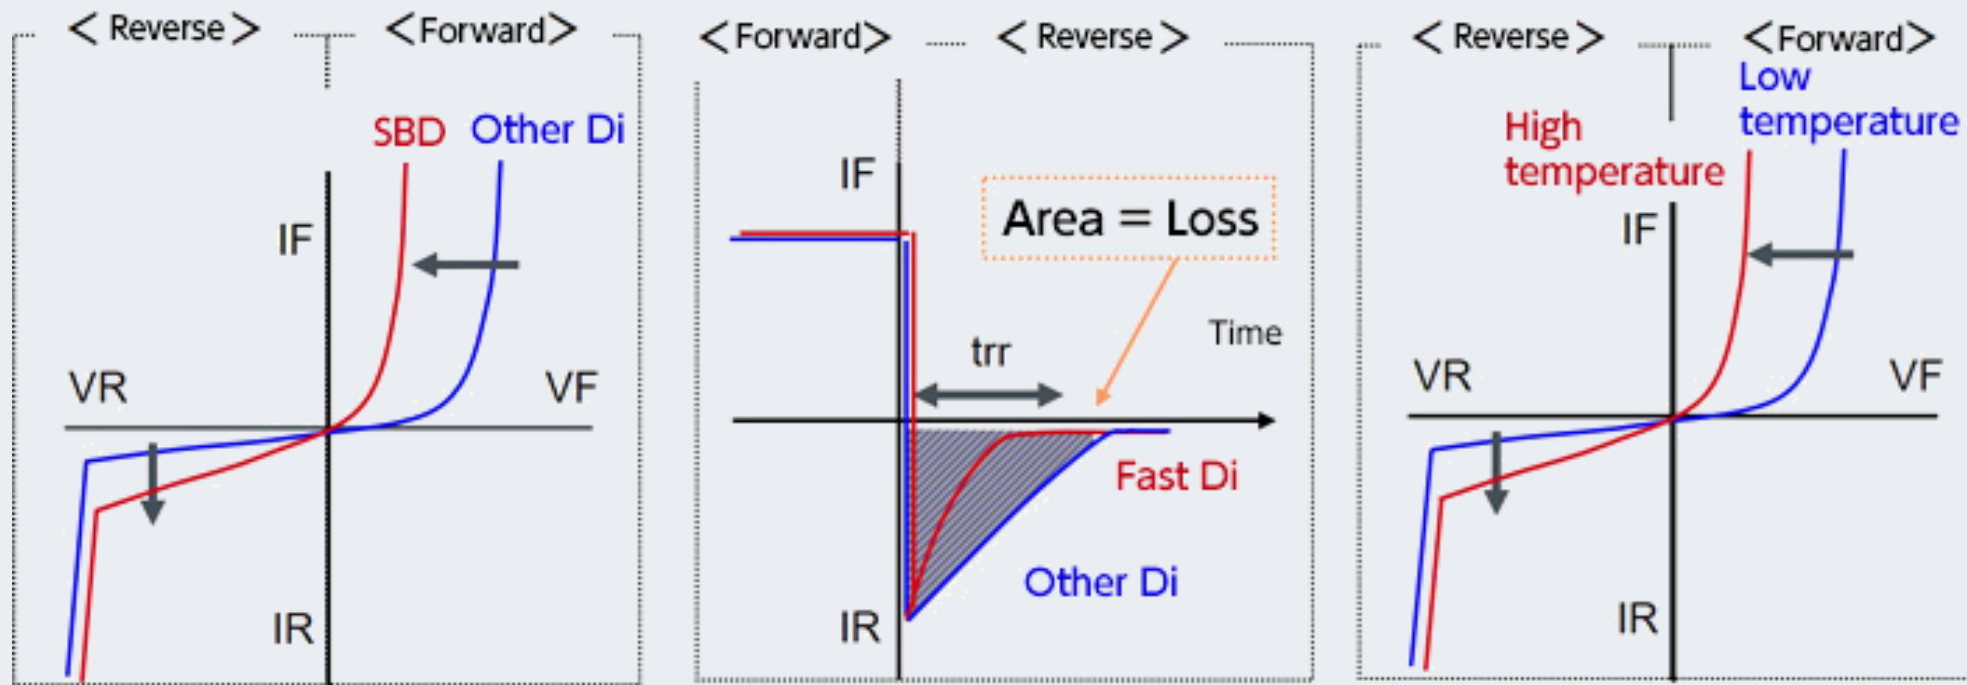 <Reverse>
<Forward>
SBD
Other Di
IF
VR
VF
IR
<Forward>
<Reverse>
IF
Area = Loss
Time
trr
Fast Di
Other Di
IR
<Reverse>
<Forward>
Low
temperature
High
temperature
IF
VR
VF
IR